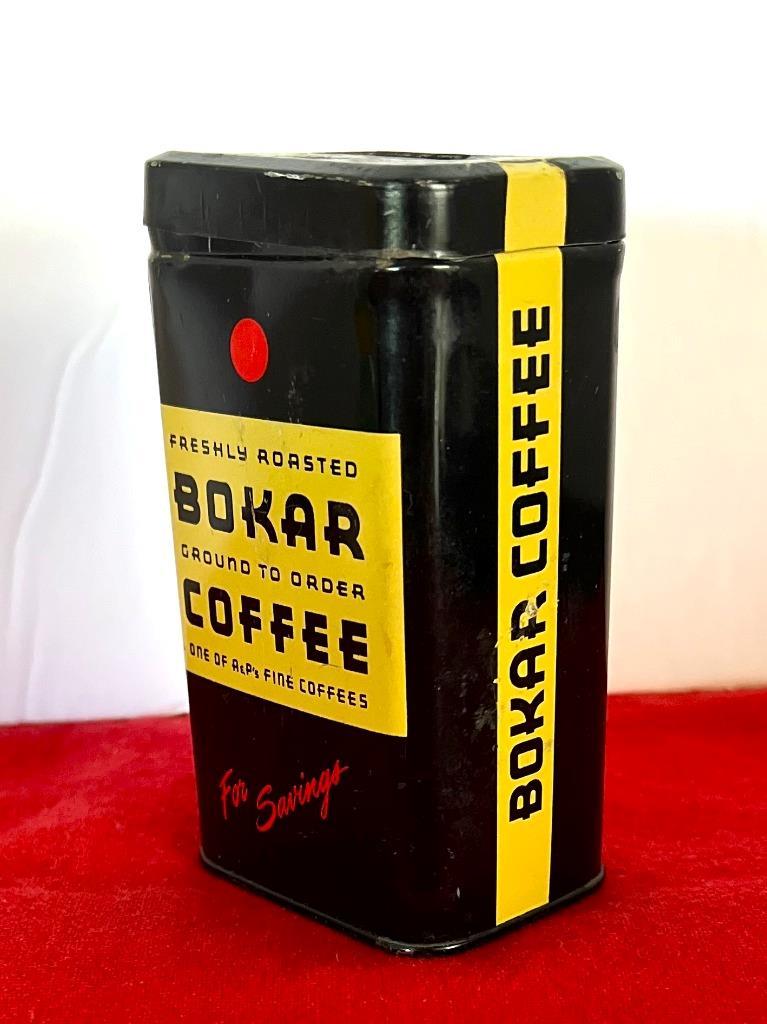 FRESHLY ROASTED
BOKAR
GROUND TO ORDER
COFFEE
ONE OF A&P's FINE COFFEES
For Savings
BOKAR COFFEE